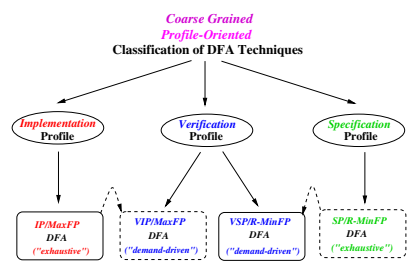 Coarse Grained
Profile-Oriented
Classification of DFA Techniques
Implementation
Profile
Verification
Profile
Specification
Profile
IP/MaxFP
DFA
("exhaustive")
VIP/MaxFP
DFA
("demand-driven")
VSP/R-MinFP
DFA
("demand-driven")
SP/R-MinFP
DFA
("exhaustive")